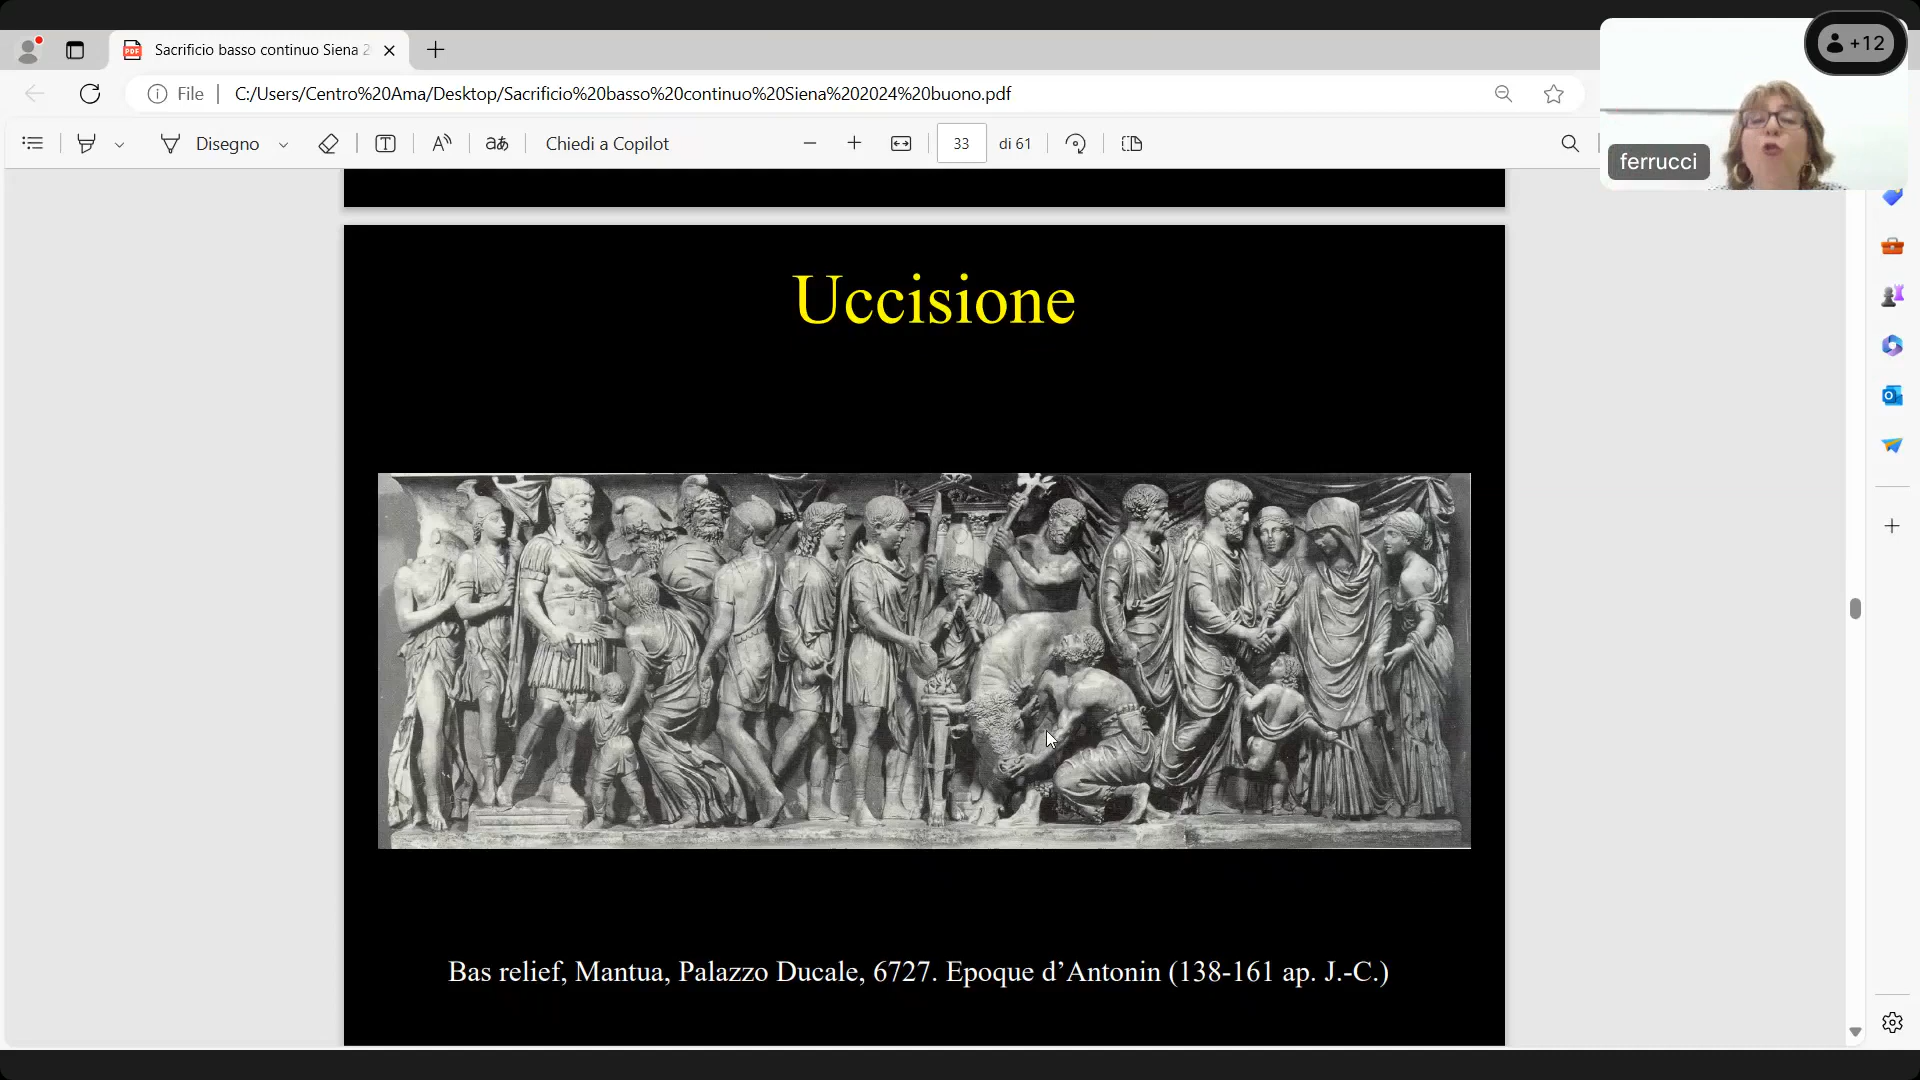 +12
Sacrificio basso continuo Siena 2
File
C:/Users/Centro%20Ama/Desktop/Sacrificio%20basso%20continuo%20Siena%202024%20buono.pdf
Disegno
Chiedi a Copilot
33
di 61
ferrucci
Uccisione
Bas relief, Mantua, Palazzo Ducale, 6727. Epoque d’Antonin (138-161 ap. J.-C.)